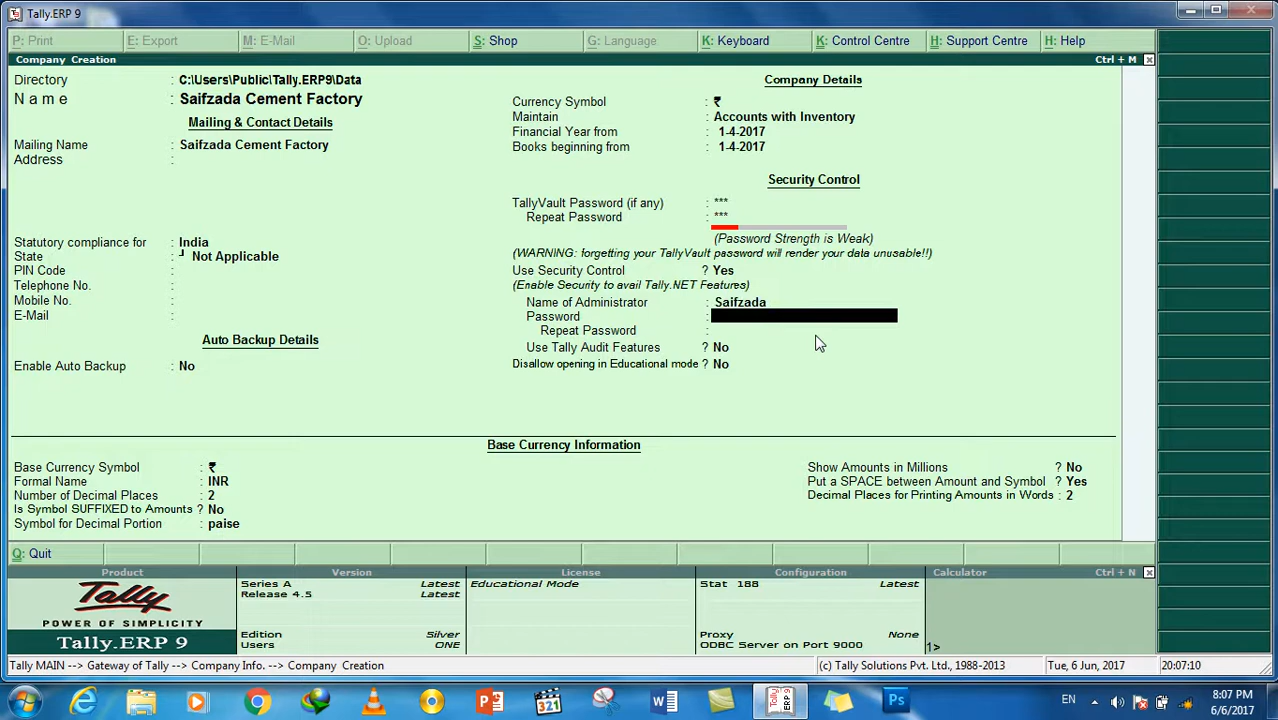 Tally.ERP 9
P: Print E: Export M: E-Mail O: Upload S: Shop G: Language K: Keyboard K: Control Centre H: Support Centre H: Help
Company Creation Ctrl + M
Directory : C:\Users\Public\Tally.ERP9\Data
Name : Saifzada Cement Factory
Mailing & Contact Details
Mailing Name : Saifzada Cement Factory
Address :
Statutory compliance for : India
State : Not Applicable
PIN Code :
Telephone No. :
Mobile No. :
E-Mail :
Auto Backup Details
Enable Auto Backup : No
Company Details
Currency Symbol : ₹
Maintain : Accounts with Inventory
Financial Year from : 1-4-2017
Books beginning from : 1-4-2017
Security Control
TallyVault Password (if any) : ***
Repeat Password : ***
(Password Strength is Weak)
(WARNING: forgetting your TallyVault password will render your data unusable!!)
Use Security Control ? Yes
(Enable Security to avail Tally.NET Features)
Name of Administrator : Saifzada
Password :
Repeat Password :
Use Tally Audit Features ? No
Disallow opening in Educational mode ? No
Base Currency Information
Base Currency Symbol : ₹
Formal Name : INR
Number of Decimal Places : 2
Is Symbol SUFFIXED to Amounts ? No
Symbol for Decimal Portion : paise
Show Amounts in Millions ? No
Put a SPACE between Amount and Symbol ? Yes
Decimal Places for Printing Amounts in Words : 2
Q: Quit
Product Version License Configuration Calculator Ctrl + N
Tally
POWER OF SIMPLICITY
Tally.ERP 9
Series A Latest
Release 4.5 Latest
Edition Silver
Users ONE
Educational Mode
Stat 188 Latest
Proxy None
ODBC Server on Port 9000
1>
Tally MAIN --> Gateway of Tally --> Company Info. --> Company Creation (c) Tally Solutions Pvt. Ltd., 1988-2013 Tue, 6 Jun, 2017 20:07:10
321
EN
8:07 PM
6/6/2017